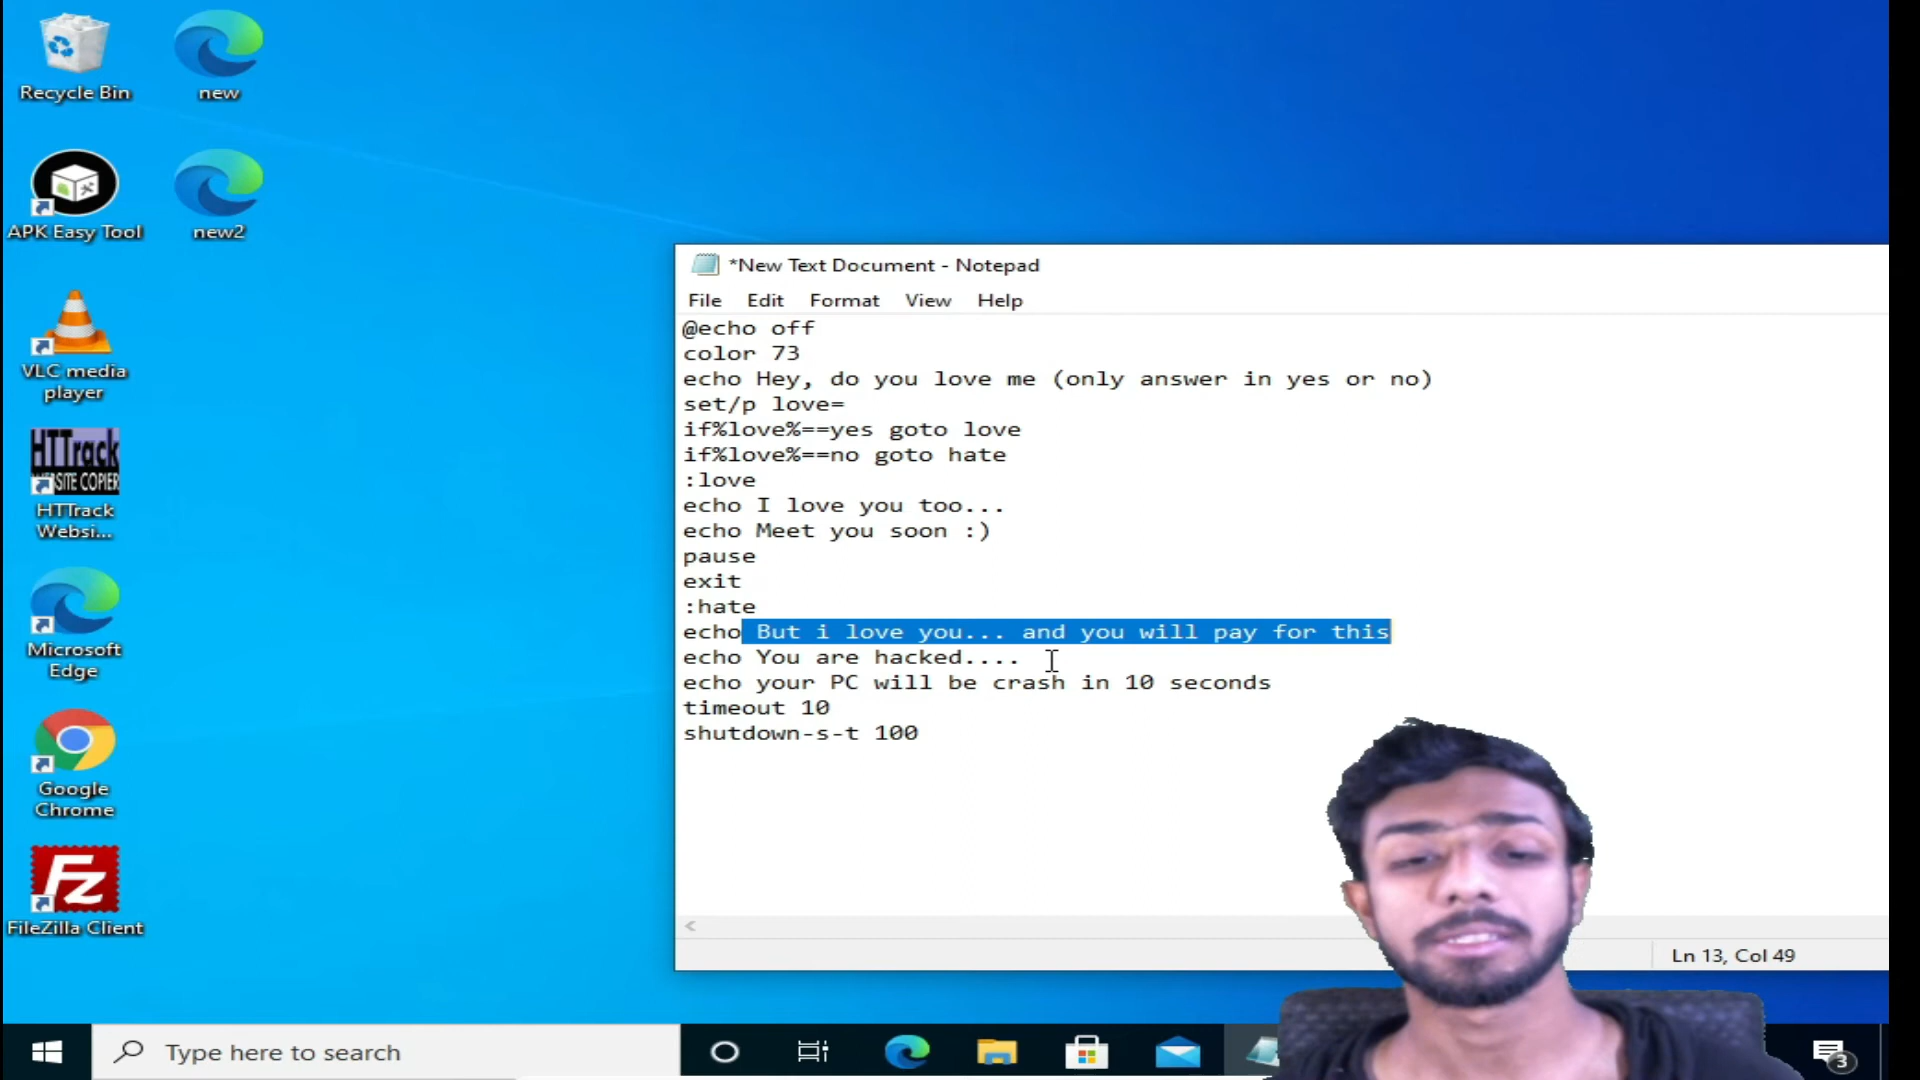 Recycle Bin
new
APK Easy Tool
new2
VLC media
player
HTTrack
WEBSITE COPIER
HTTrack
Websi...
Microsoft
Edge
Google
Chrome
FileZilla Client
*New Text Document - Notepad
File Edit Format View Help
@echo off
color 73
echo Hey, do you love me (only answer in yes or no)
set/p love=
if%love%==yes goto love
if%love%==no goto hate
:love
echo I love you too...
echo Meet you soon :)
pause
exit
:hate
echo But i love you... and you will pay for this
echo You are hacked....
echo your PC will be crash in 10 seconds
timeout 10
shutdown-s-t 100
Ln 13, Col 49
Type here to search
3